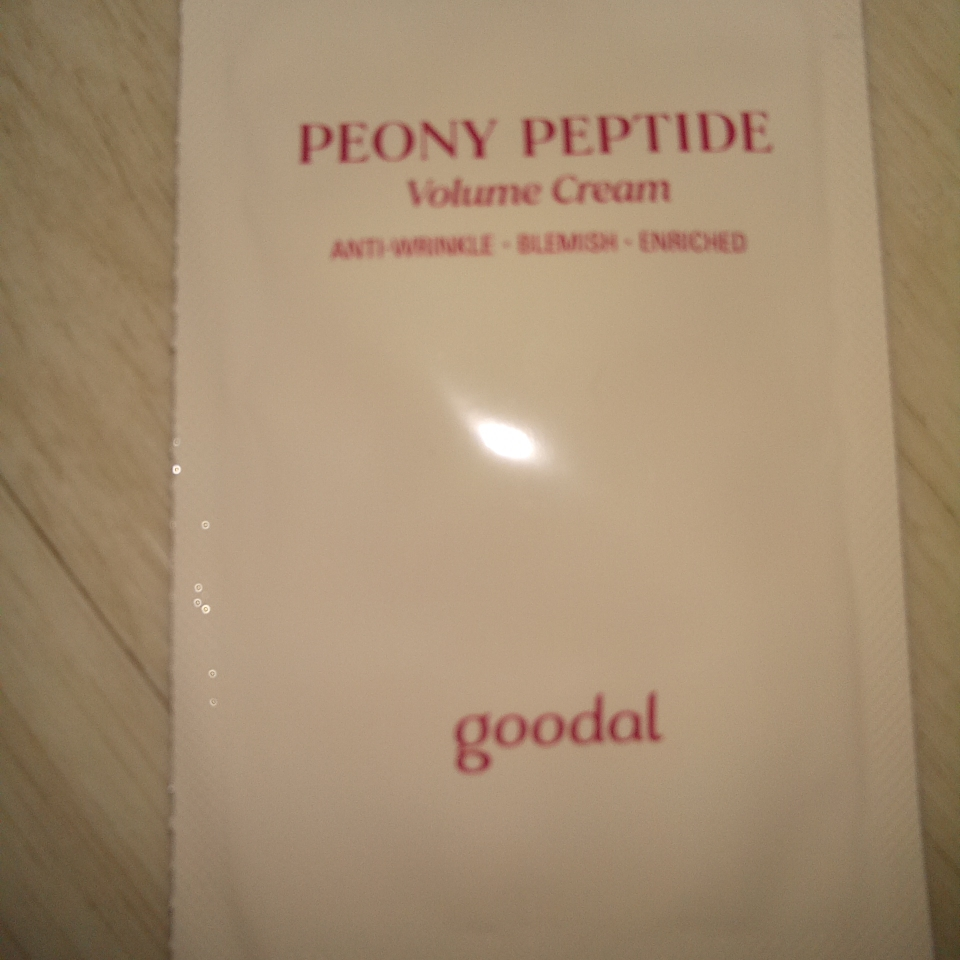 PEONY PEPTIDE
Volume Cream
ANTI-WRINKLE • BLEMISH • ENRICHED
goodal